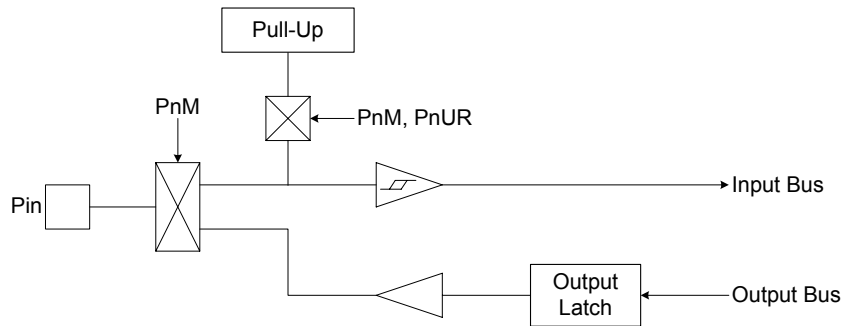 Pull-Up
PnM
PnM, PnUR
Pin
Input Bus
Output
Latch
Output Bus